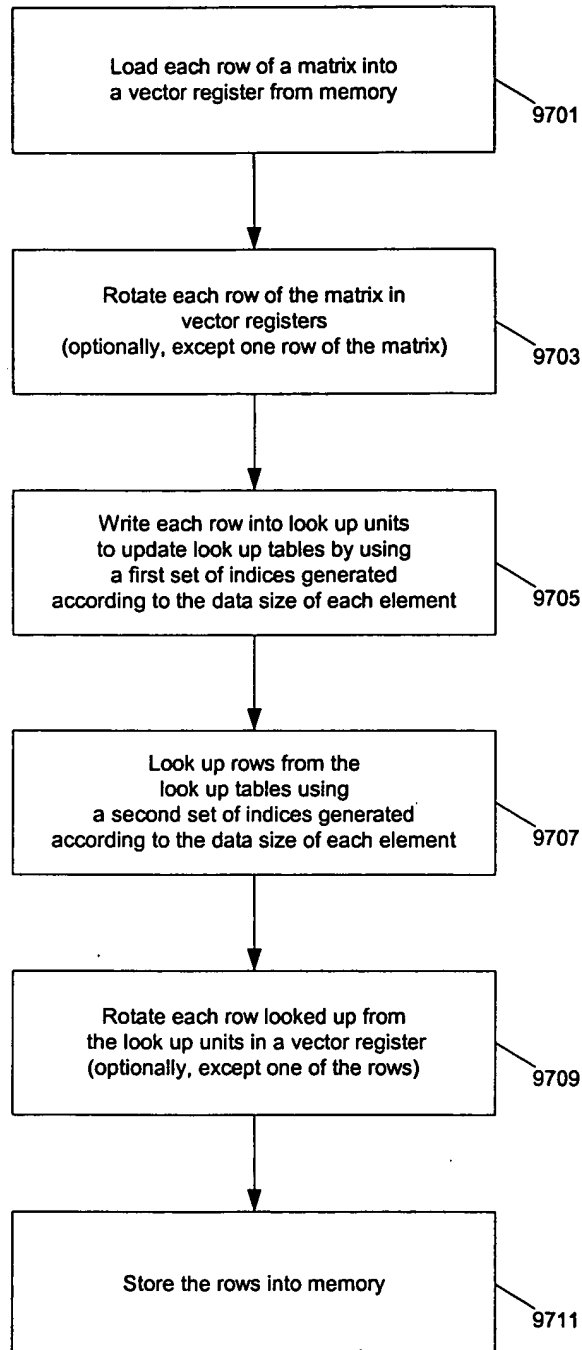 Load each row of a matrix into
a vector register from memory
9701
Rotate each row of the matrix in
vector registers
(optionally, except one row of the matrix)
9703
Write each row into look up units
to update look up tables by using
a first set of indices generated
according to the data size of each element
9705
Look up rows from the
look up tables using
a second set of indices generated
according to the data size of each element
9707
Rotate each row looked up from
the look up units in a vector register
(optionally, except one of the rows)
9709
Store the rows into memory
9711